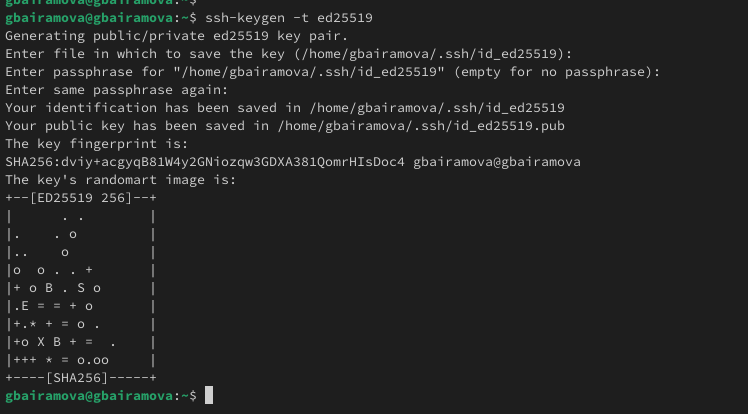 gbairamova@gbairamova:~$
gbairamova@gbairamova:~$ ssh-keygen -t ed25519
Generating public/private ed25519 key pair.
Enter file in which to save the key (/home/gbairamova/.ssh/id_ed25519):
Enter passphrase for "/home/gbairamova/.ssh/id_ed25519" (empty for no passphrase):
Enter same passphrase again:
Your identification has been saved in /home/gbairamova/.ssh/id_ed25519
Your public key has been saved in /home/gbairamova/.ssh/id_ed25519.pub
The key fingerprint is:
SHA256:dviy+acgyqB81W4y2GNiozqw3GDXA381QomrHIsDoc4 gbairamova@gbairamova
The key's randomart image is:
+--[ED25519 256]--+
|      . .        |
|.     . o         |
|..     o          |
|o  o . . +       |
|+ o B . S o      |
|.E = = + o       |
|+.* + = o .      |
|+o X B + =  .    |
|+++ * = o.oo     |
+----[SHA256]-----+
gbairamova@gbairamova:~$